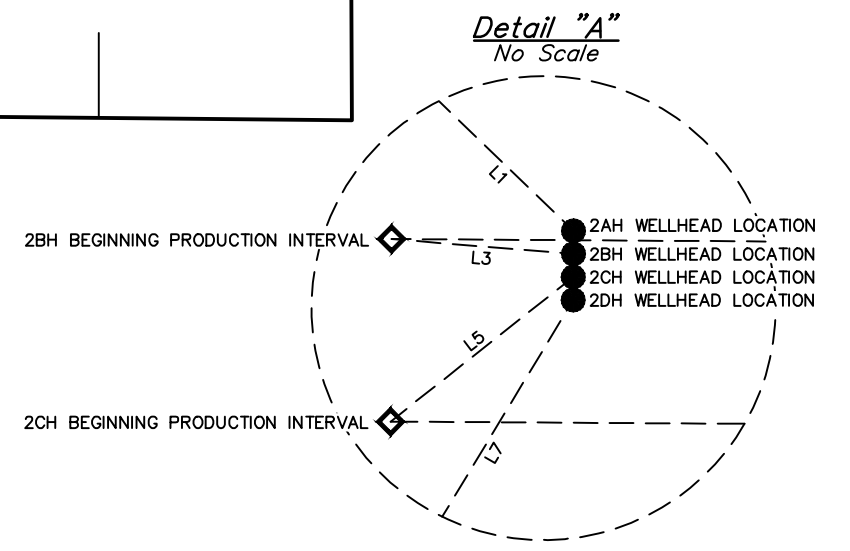 Detail "A"
No Scale
L1
2AH WELLHEAD LOCATION
2BH BEGINNING PRODUCTION INTERVAL
2BH WELLHEAD LOCATION
L3
2CH WELLHEAD LOCATION
2DH WELLHEAD LOCATION
L5
2CH BEGINNING PRODUCTION INTERVAL
L7